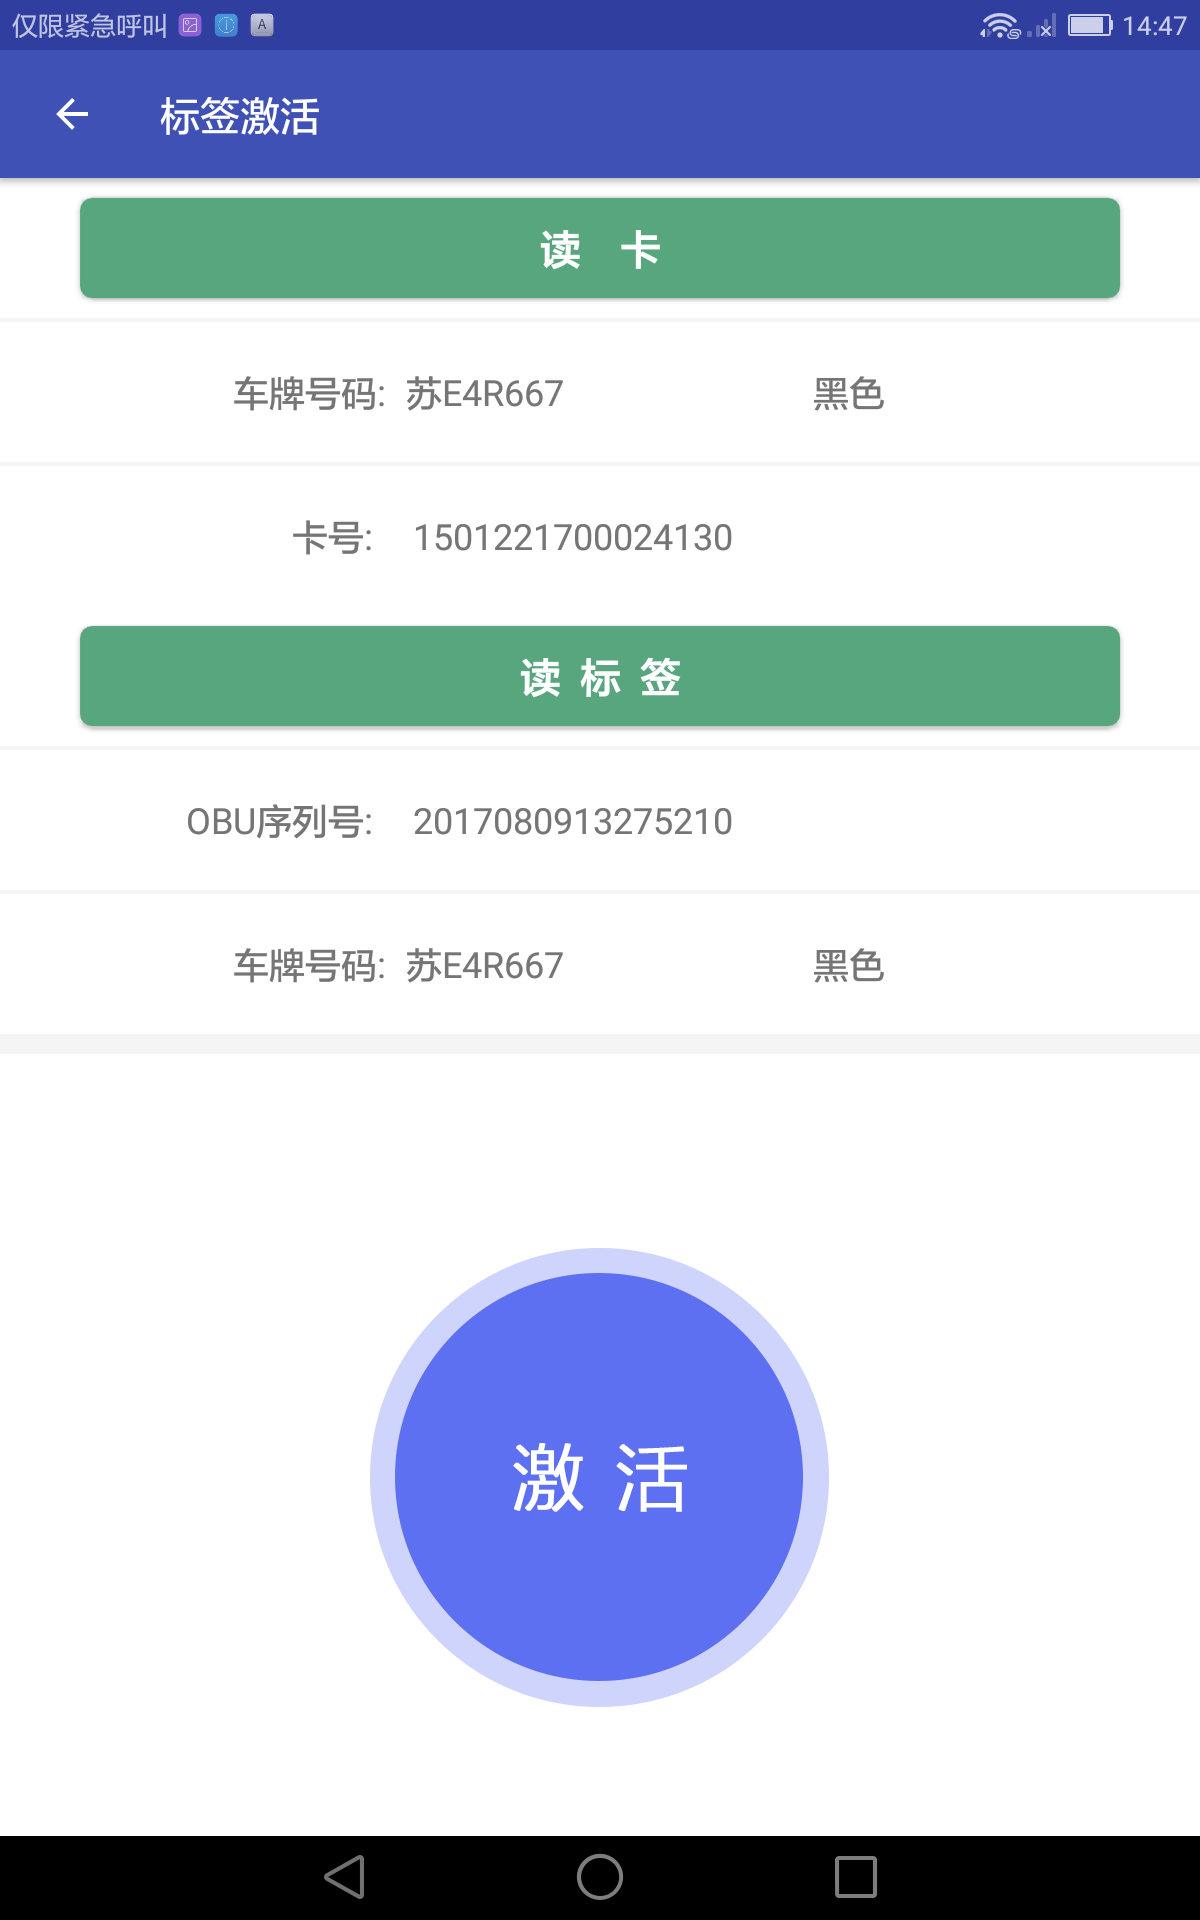 仅限紧急呼叫 A 14:47
标签激活
读 卡
车牌号码: 苏E4R667 黑色
卡号: 1501221700024130
读 标 签
OBU序列号: 2017080913275210
车牌号码: 苏E4R667 黑色
激 活